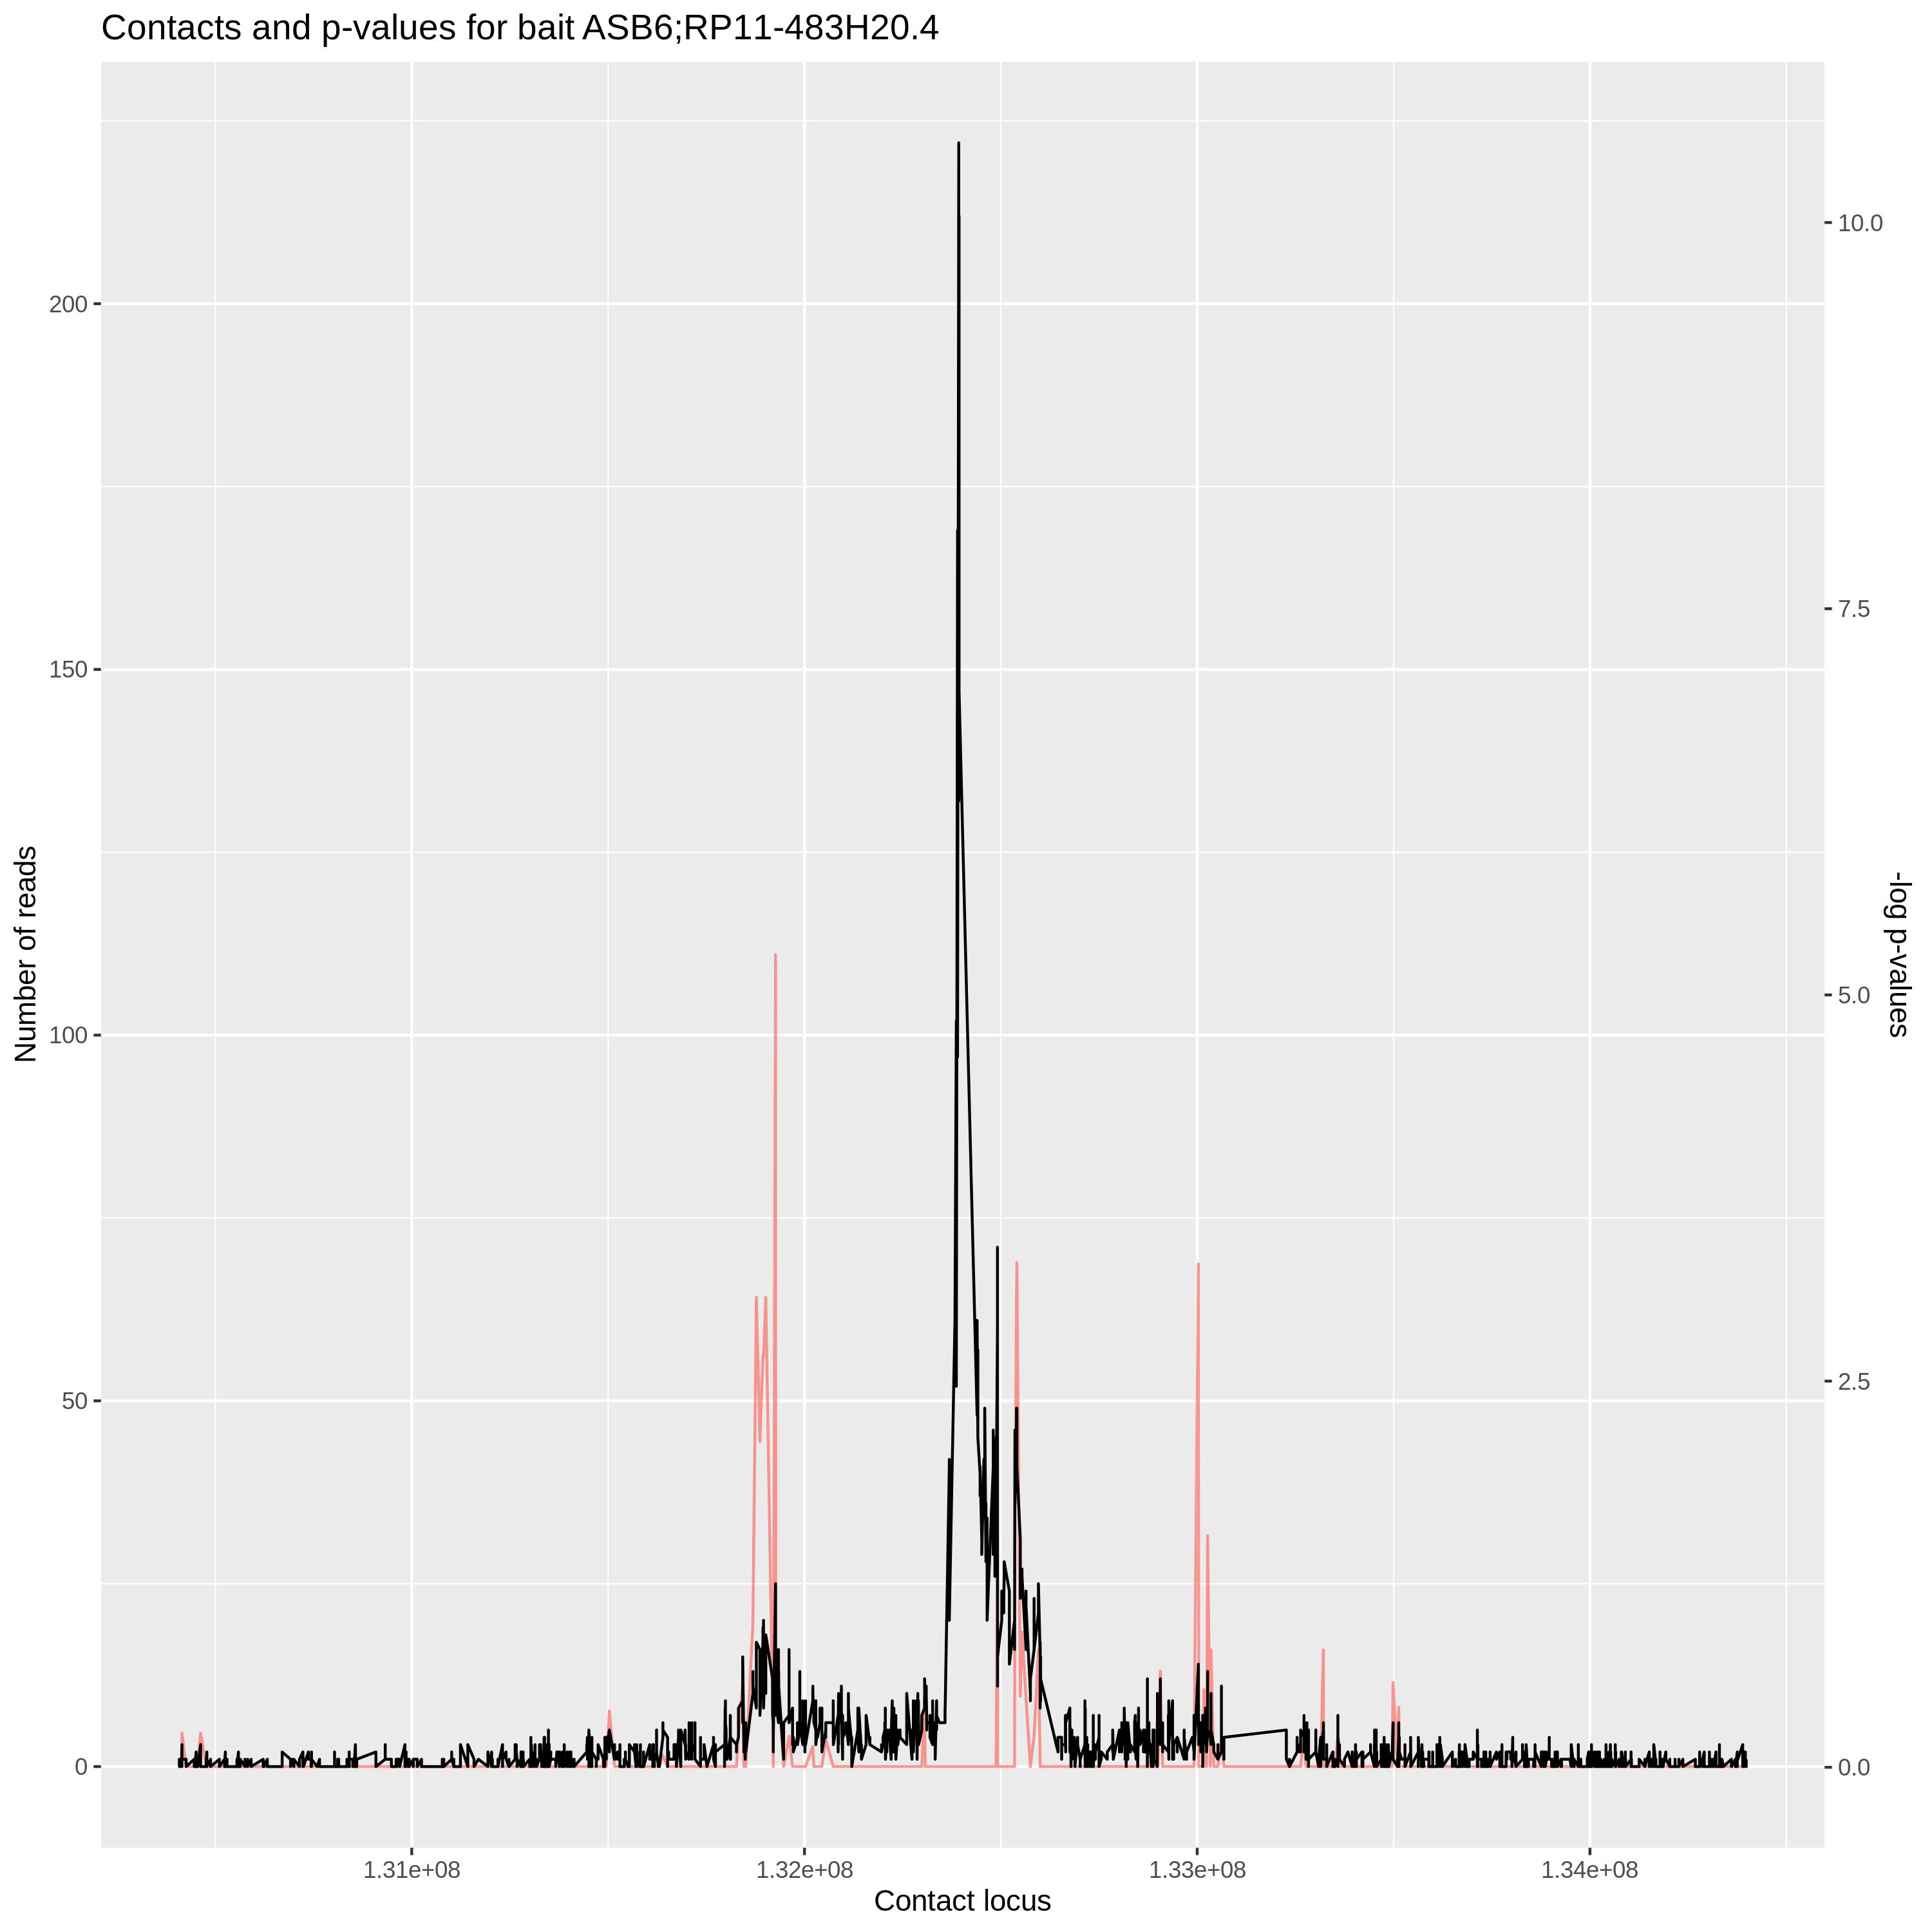 Contacts and p-values for bait ASB6;RP11-483H20.4
Number of reads
200
150
100
50
0
10.0
7.5
5.0
2.5
0.0
-log p-values
1.31e+08 1.32e+08 1.33e+08 1.34e+08
Contact locus